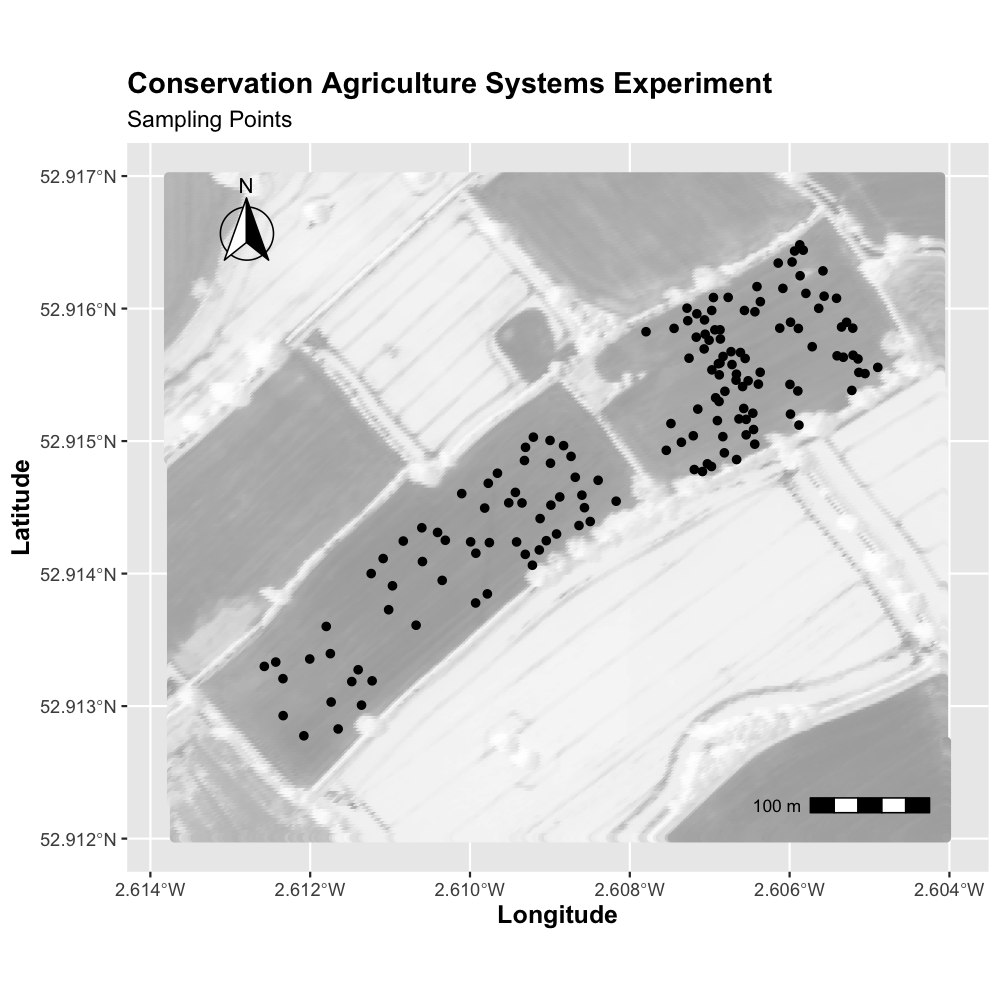 Conservation Agriculture Systems Experiment
Sampling Points
52.917°N
N
52.916°N
52.915°N
52.914°N
52.913°N
52.912°N
Latitude
100 m
2.614°W 2.612°W 2.610°W 2.608°W 2.606°W 2.604°W
Longitude